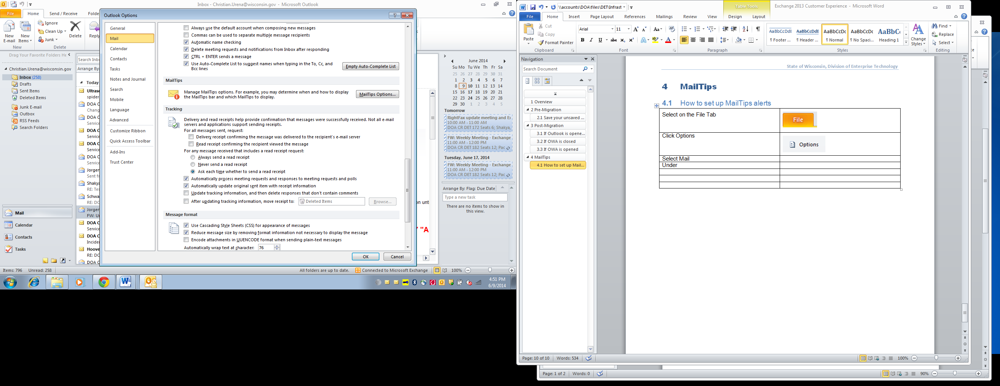 Inbox - Christian.Urena@wisconsin.gov - Microsoft Outlook
File Home Send / Receive Folde
New E-mail
New Items
Ignore
Clean Up
Junk
Delete
Reply
New Delete
Drag Your Favorite Folders He
Christian.Urena@wisconsin.gov
Inbox (258)
Drafts
Sent Items
Deleted Items
Junk E-mail
Outbox
RSS Feeds
Search Folders
Mail
Calendar
Contacts
Tasks
Search Inb
Arrange By:
Today
Ultras
spider
DOA C
Chang
DOA C
Service
DOA C
Service
DOA C
Service
DOA C
Service
Jorgen
Sent fr
Shakya
RE: Tes
Schwa
RE: DC
Jorgen
FW: U
DOA C
Service
DOA C
Incider
Hoove
RE: DC
DOA C
Outlook Options
General
Mail
Calendar
Contacts
Tasks
Notes and Journal
Search
Mobile
Language
Advanced
Customize Ribbon
Quick Access Toolbar
Add-Ins
Trust Center
Always use the default account when composing new messages
Commas can be used to separate multiple message recipients
Automatic name checking
Delete meeting requests and notifications from Inbox after responding
CTRL + ENTER sends a message
Use Auto-Complete List to suggest names when typing in the To, Cc, and
Bcc lines
Empty Auto-Complete List
MailTips
Manage MailTips options. For example, you may determine when and how to display
the MailTips bar and which MailTips to display.
MailTips Options...
Tracking
Delivery and read receipts help provide confirmation that messages were successfully received. Not all e-mail
servers and applications support sending receipts.
For all messages sent, request:
Delivery receipt confirming the message was delivered to the recipient's e-mail server
Read receipt confirming the recipient viewed the message
For any message received that includes a read receipt request:
Always send a read receipt
Never send a read receipt
Ask each time whether to send a read receipt
Automatically process meeting requests and responses to meeting requests and polls
Automatically update original sent item with receipt information
Update tracking information, and then delete responses that don't contain comments
After updating tracking information, move receipt to: Deleted Items Browse...
Message format
Use Cascading Style Sheets (CSS) for appearance of messages
Reduce message size by removing format information not necessary to display the message
Encode attachments in UUENCODE format when sending plain-text messages
Automatically wrap text at character: 76
OK Cancel
on unt
Y "A
June 2014
Su Mo Tu We Th Fr Sa
25 26 27 28 29 30 31
1 2 3 4 5 6 7
8 9 10 11 12 13 14
15 16 17 18 19 20 21
22 23 24 25 26 27 28
29 30 1 2 3 4 5
Tomorrow
RightFax update meeting and Ex
10:00 AM - 11:00 AM
DOA CR DET 172 Seats 6; Shakya,
FW: Weekly Meeting - Exchange
11:00 AM - 12:00 PM
DOA CR DET 182 Seats 12; Pac
Tuesday, June 17, 2014
FW: Weekly Meeting - Exchange
11:00 AM - 12:00 PM
DOA CR DET 182 Seats 12; Pac
Arrange By: Flag: Due Date
Type a new task
There are no items to show in
this view.
Items: 796 Unread: 258 All folders are up to date. Connected to Microsoft Exchange 100%
4:51 PM
6/9/2014
\\accounts\DOA\files\DET\Infrast
Table Tools
Exchange 2013 Customer Experience - Microsoft Word
File Home Insert Page Layout References Mailings Review View Design Layout
Paste
Cut
Copy
Format Painter
Clipboard
Arial 11
Font
Paragraph
AaBbCcDdE AaBbCcDdE AaBbCcDc AaBbCcDc AaBbC
¶ Footer ... ¶ Header ... ¶ Normal ¶ No Spaci... Heading 1
Change Styles
Styles
Find
Replace
Select
Editing
Navigation
Search Document
1 Overview
2 Pre-Migration
2.1 Save your unsaved ...
3 Post-Migration
3.1 If Outlook is opene...
3.2 If OWA is closed
3.3 If OWA is opened
4 MailTips
4.1 How to set up Mail...
State of Wisconsin, Division of Enterprise Technology
4 MailTips
4.1 How to set up MailTips alerts
Select on the File Tab File
Click Options Options
Select Mail
Under
Page: 10 of 10 Words: 534 100%
Page: 1 of 2 Words: 0 90%